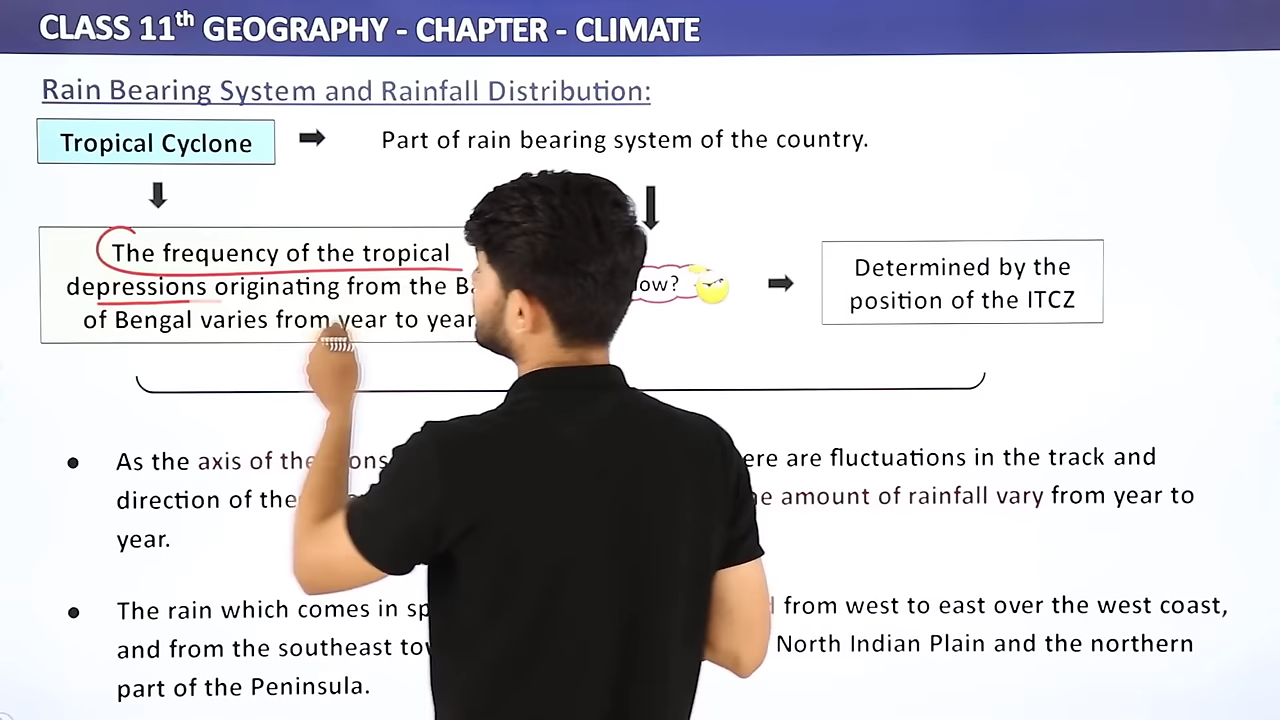 CLASS 11th GEOGRAPHY - CHAPTER - CLIMATE
Rain Bearing System and Rainfall Distribution:
Tropical Cyclone
Part of rain bearing system of the country.
The frequency of the tropical
depressions originating from the
of Bengal varies from year to year
Determined by the
position of the ITCZ
As the axis of the
ere are fluctuations in the track and
direction of the
amount of rainfall vary from year to
year.
The rain which comes in
from west to east over the west coast,
and from the southeast
North Indian Plain and the northern
part of the Peninsula.